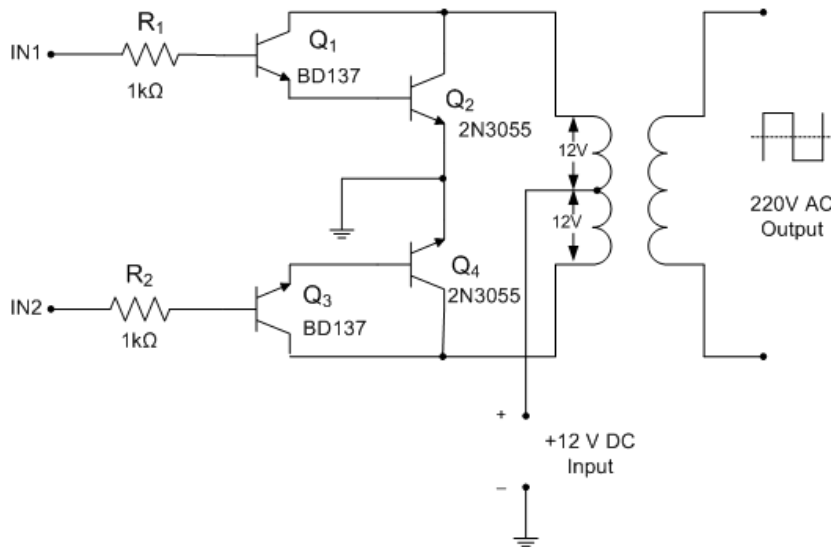 R1
IN1
1kΩ
Q1
BD137
Q2
2N3055
12V
12V
220V AC
Output
R2
IN2
1kΩ
Q3
BD137
Q4
2N3055
+
+12 V DC
Input
–